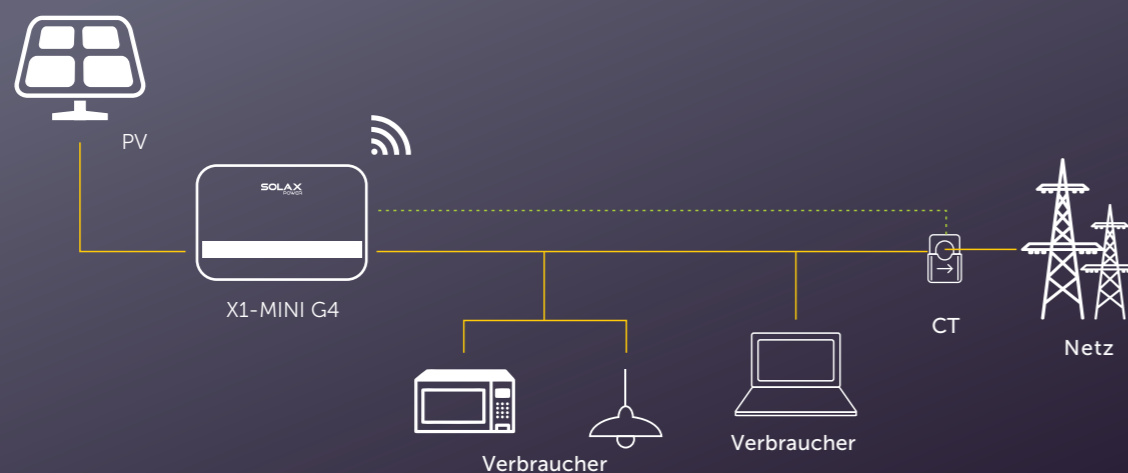 PV
SOLAX
POWER
X1-MINI G4
CT
Netz
Verbraucher
Verbraucher